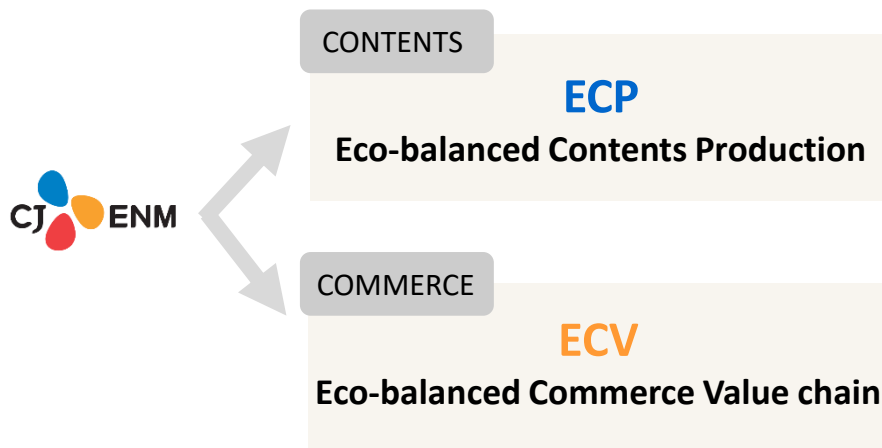 CONTENTS
ECP
Eco-balanced Contents Production
CJ ENM
COMMERCE
ECV
Eco-balanced Commerce Value chain